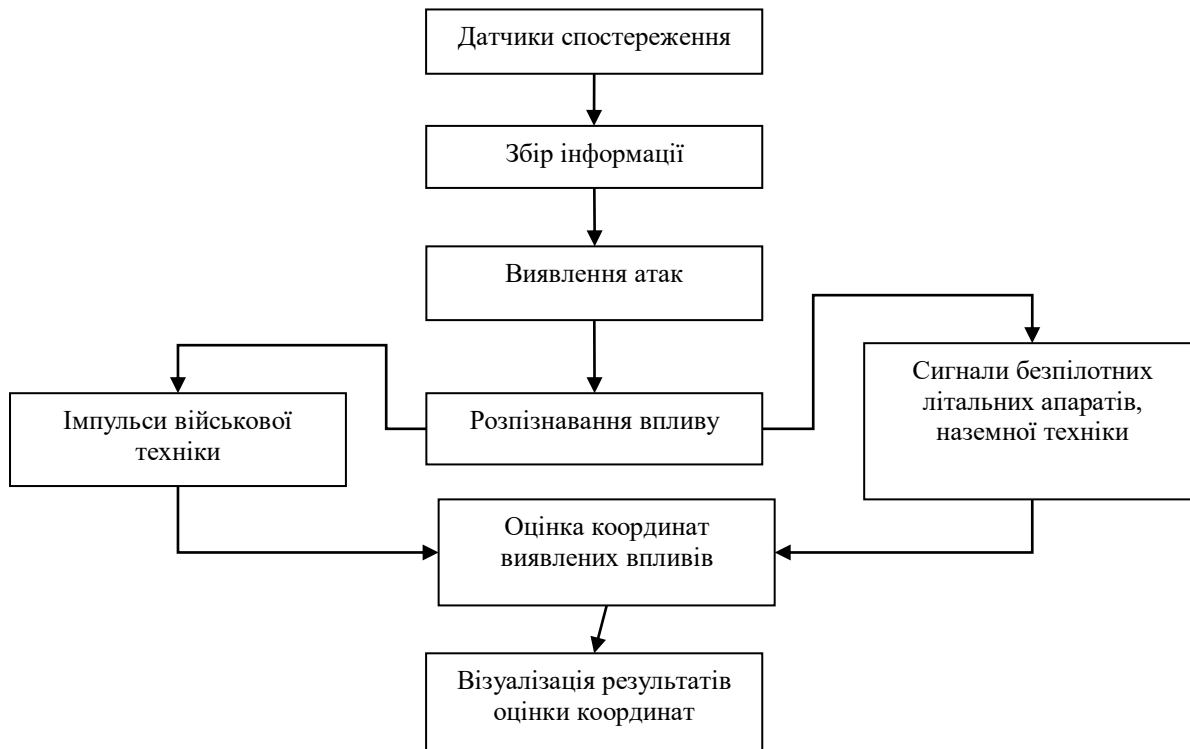 Датчики спостереження
Збір інформації
Виявлення атак
Розпізнавання впливу
Імпульси військової
техніки
Сигнали безпілотних
літальних апаратів,
наземної техніки
Оцінка координат
виявлених впливів
Візуалізація результатів
оцінки координат